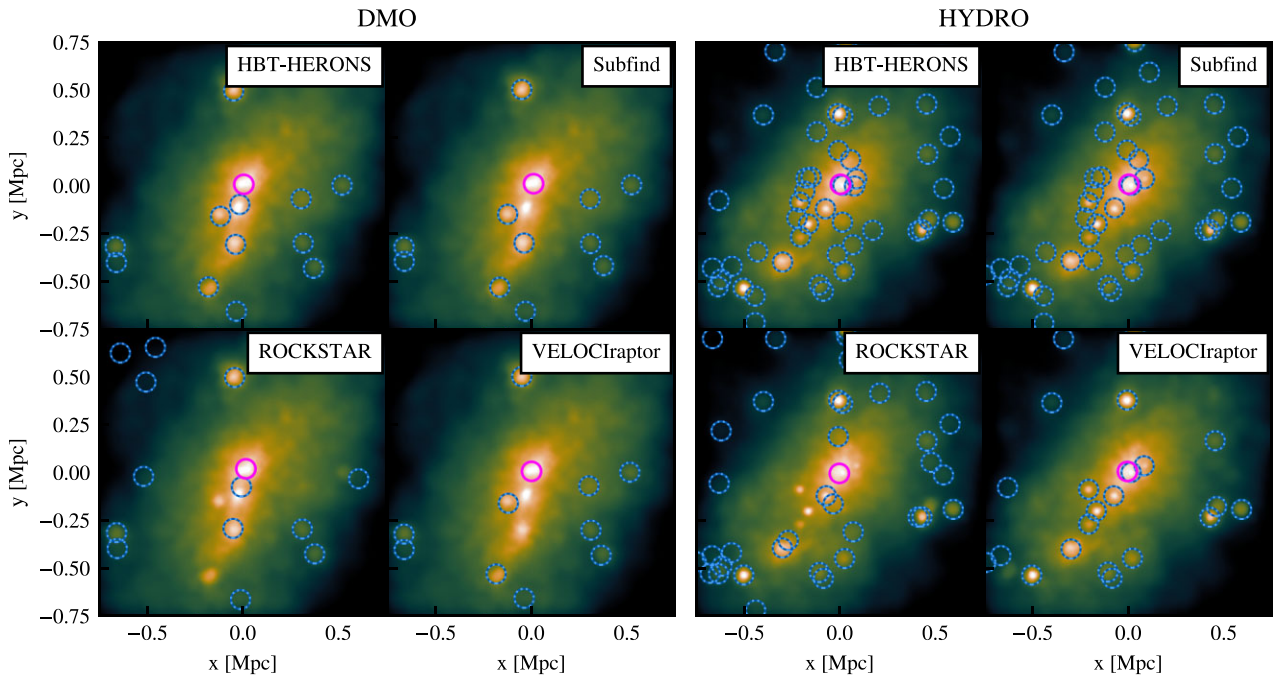 DMO
HYDRO
0.75
HBT-HERONS
Subfind
HBT-HERONS
Subfind
0.50
0.25
y [Mpc]
0.00
−0.25
−0.50
−0.75
ROCKSTAR
VELOCIraptor
ROCKSTAR
VELOCIraptor
0.50
0.25
y [Mpc]
0.00
−0.25
−0.50
−0.75
−0.5
0.0
0.5
−0.5
0.0
0.5
−0.5
0.0
0.5
−0.5
0.0
0.5
x [Mpc]
x [Mpc]
x [Mpc]
x [Mpc]